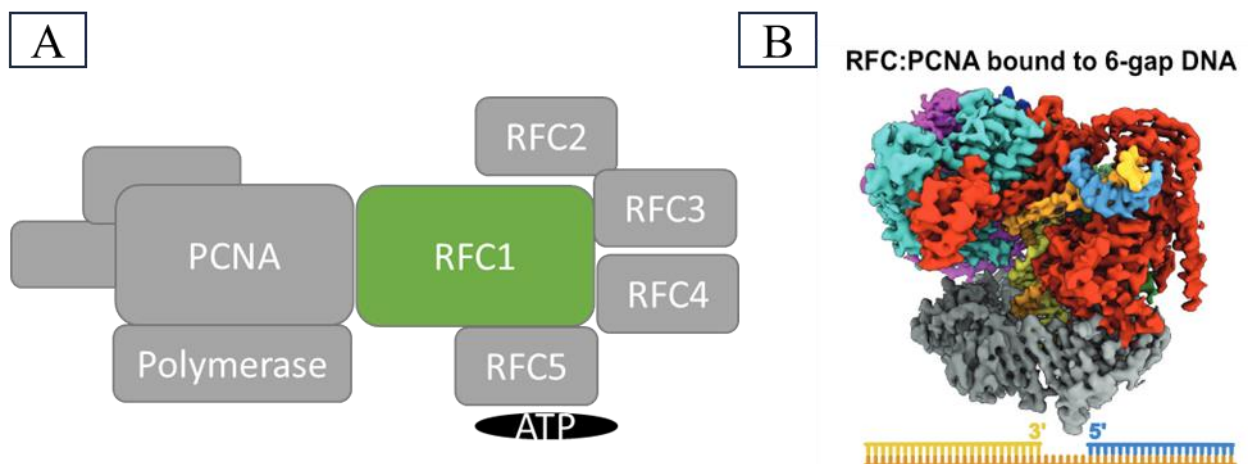 A
RFC2
RFC3
PCNA
RFC1
RFC4
Polymerase
RFC5
ATP
B
RFC:PCNA bound to 6-gap DNA
3' 5'